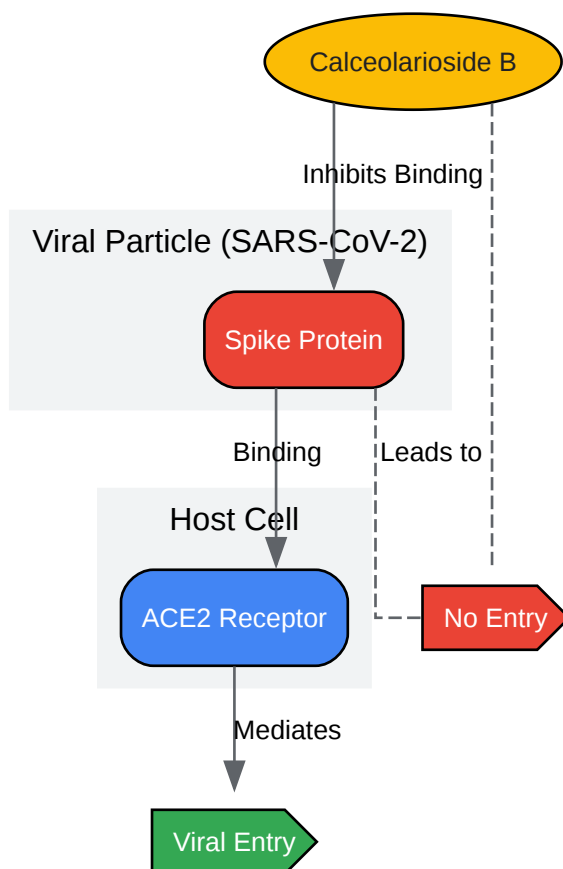 Calceolarioside B
Inhibits Binding
Viral Particle (SARS-CoV-2)
Spike Protein
Binding
Leads to
Host Cell
ACE2 Receptor
No Entry
Mediates
Viral Entry